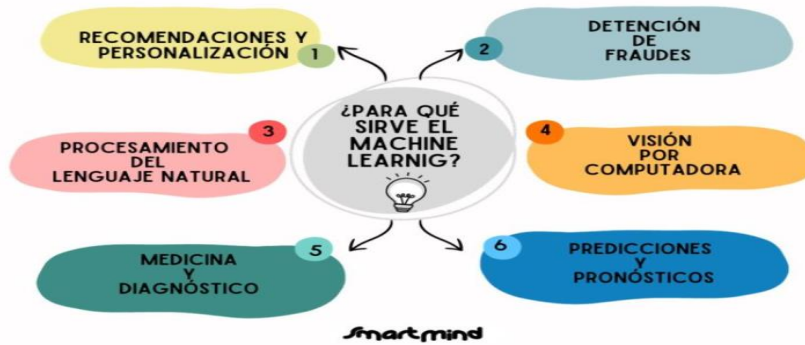 RECOMENDACIONES Y
PERSONALIZACIÓN
1
2
DETENCIÓN
DE
FRAUDES
¿PARA QUÉ
SIRVE EL
MACHINE
LEARNIG?
3
PROCESAMIENTO
DEL
LENGUAJE NATURAL
4
VISIÓN
POR
COMPUTADORA
5
MEDICINA
Y
DIAGNÓSTICO
6
PREDICCIONES
Y
PRONÓSTICOS
smartmind